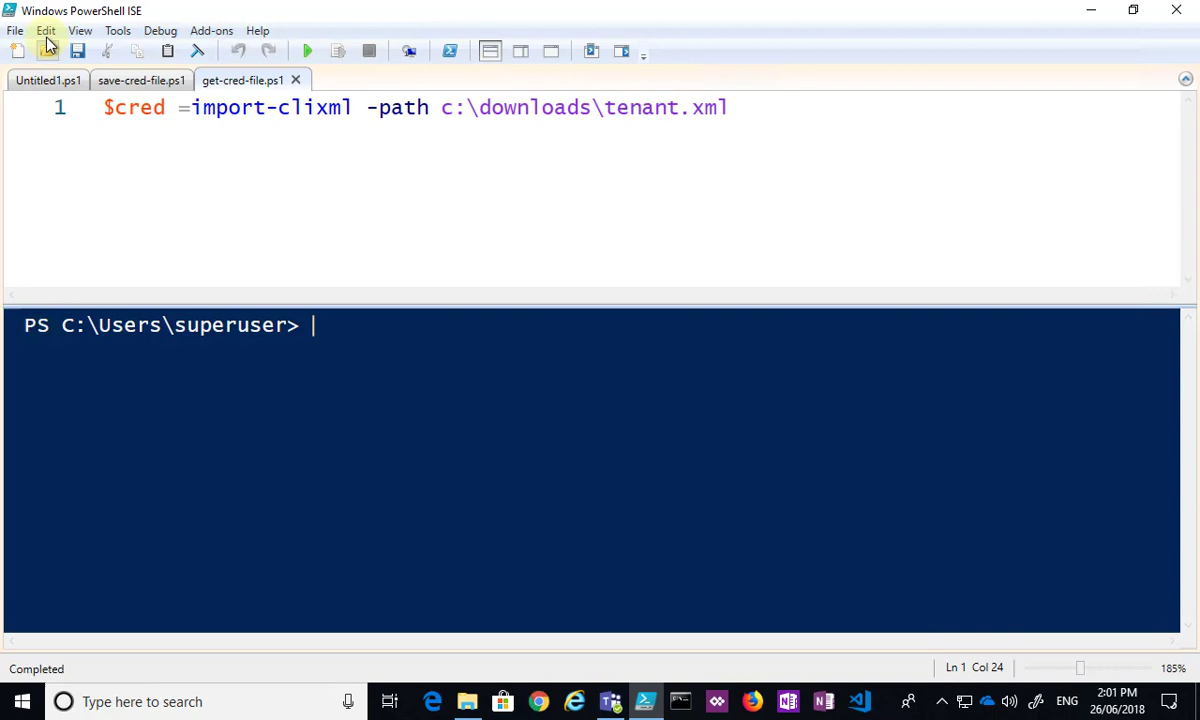 Windows PowerShell ISE
File Edit View Tools Debug Add-ons Help
Untitled1.ps1 save-cred-file.ps1 get-cred-file.ps1
1 $cred =import-clixml -path c:\downloads\tenant.xml
PS C:\Users\superuser>
Completed
Ln 1 Col 24
185%
Type here to search
ENG
2:01 PM
26/06/2018